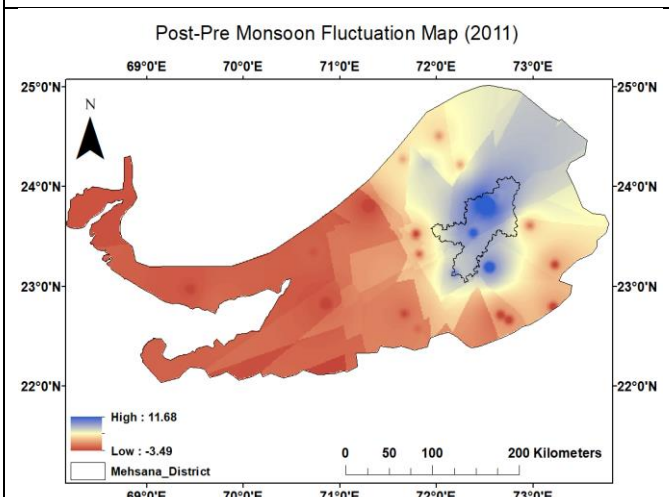 Post-Pre Monsoon Fluctuation Map (2011)
69°0'E 70°0'E 71°0'E 72°0'E 73°0'E
25°0'N 25°0'N
N
24°0'N 24°0'N
23°0'N 23°0'N
22°0'N 22°0'N
High : 11.68
Low : -3.49
Mehsana_District
0 50 100 200 Kilometers
69°0'E 70°0'E 71°0'E 72°0'E 73°0'E